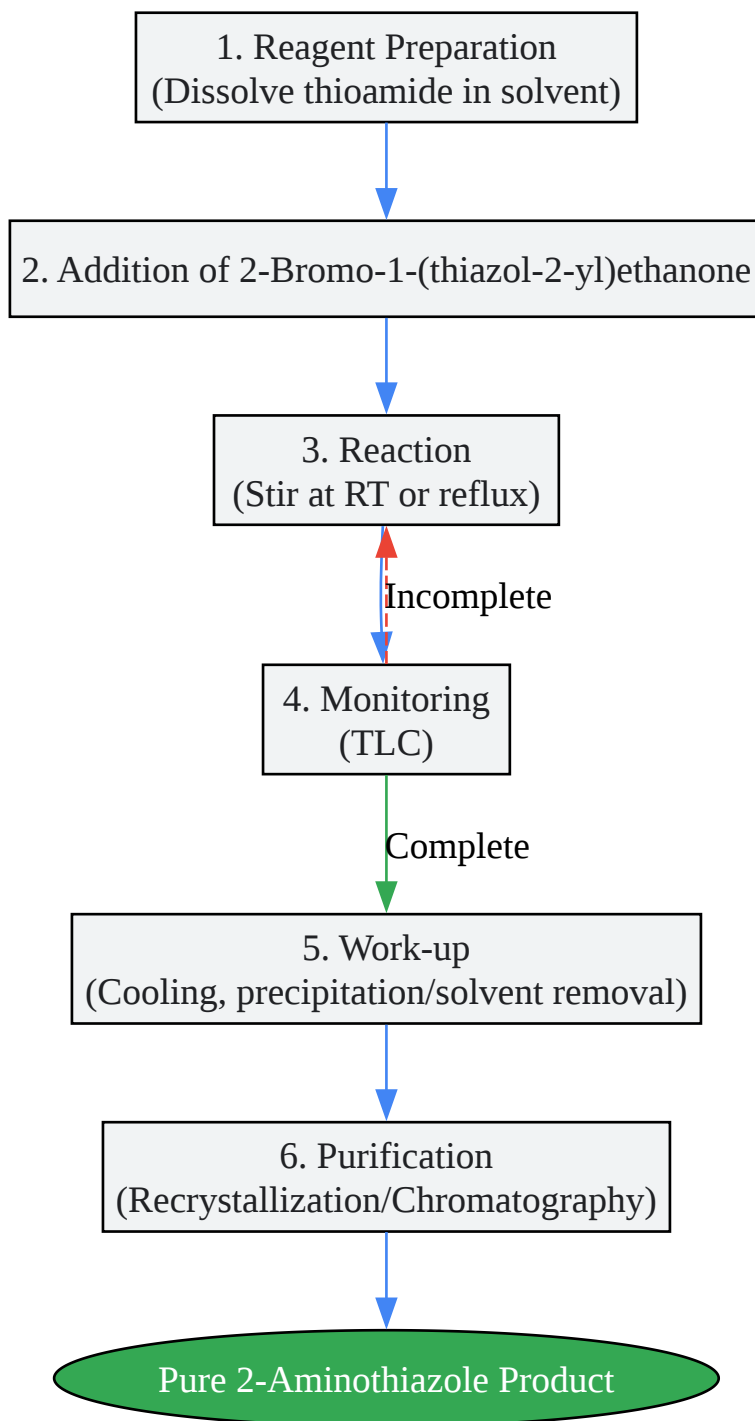 1. Reagent Preparation
(Dissolve thioamide in solvent)
2. Addition of 2-Bromo-1-(thiazol-2-yl)ethanone
3. Reaction
(Stir at RT or reflux)
Incomplete
4. Monitoring
(TLC)
Complete
5. Work-up
(Cooling, precipitation/solvent removal)
6. Purification
(Recrystallization/Chromatography)
Pure 2-Aminothiazole Product